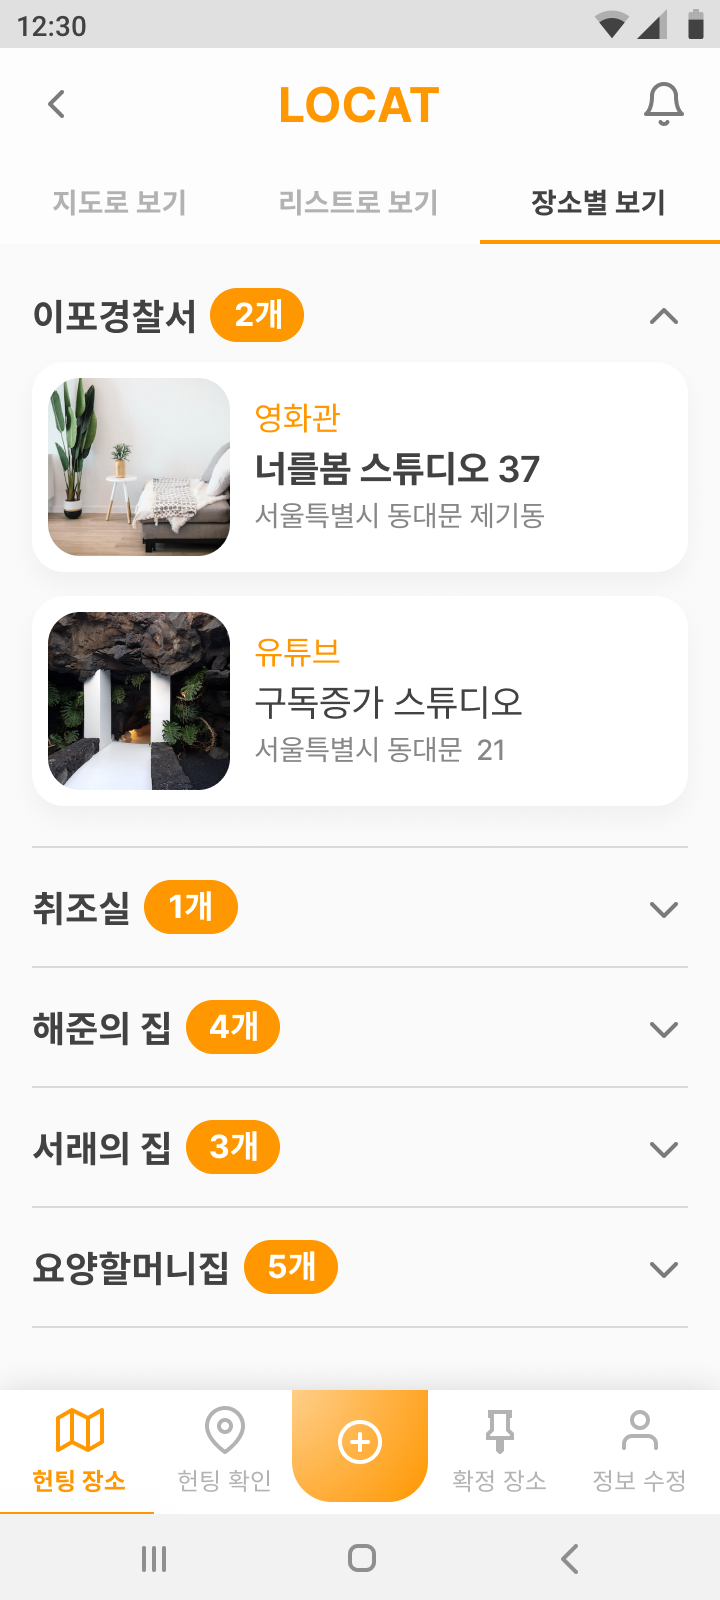 12:30
LOCAT
지도로 보기 리스트로 보기 장소별 보기
이포경찰서 2개
영화관
너를봄 스튜디오 37
서울특별시 동대문 제기동
유튜브
구독증가 스튜디오
서울특별시 동대문 21
취조실 1개
해준의 집 4개
서래의 집 3개
요양할머니집 5개
헌팅 장소 헌팅 확인 확정 장소 정보 수정